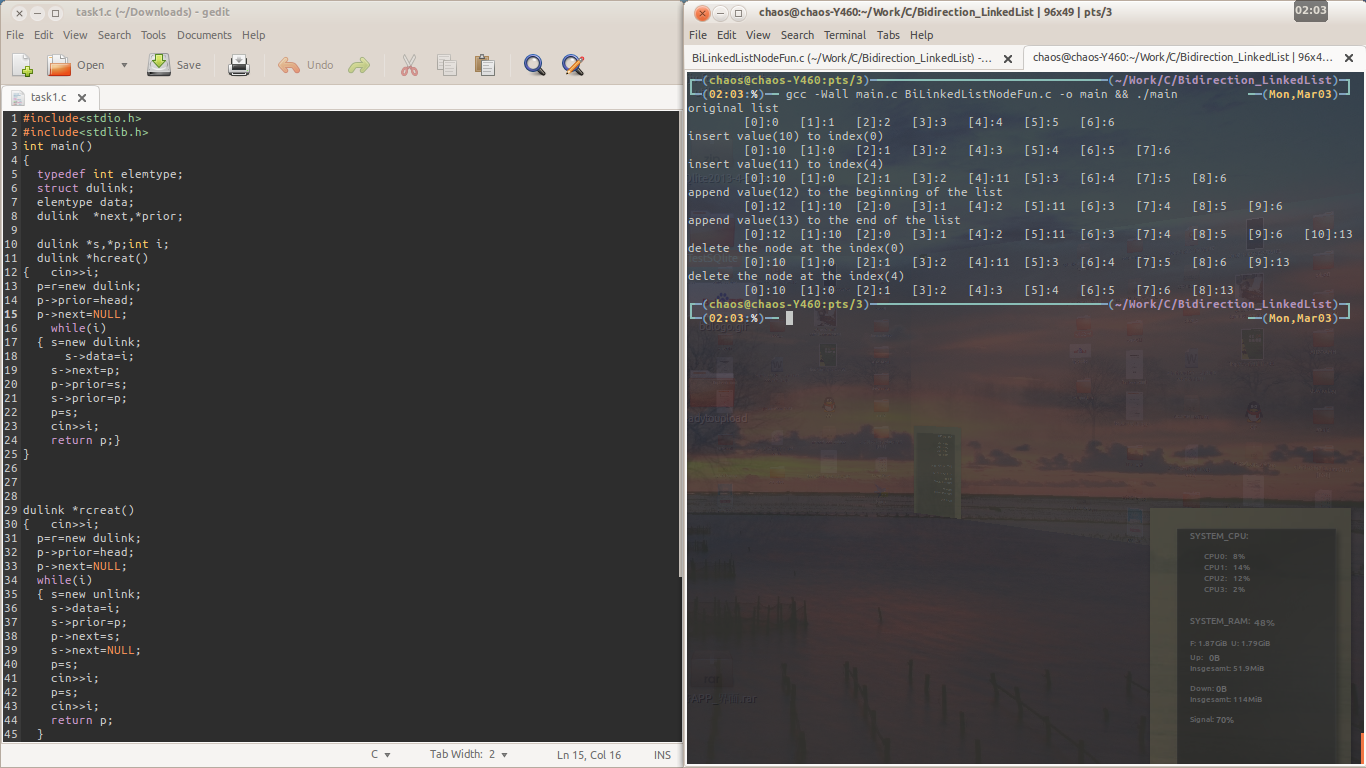 task1.c (~/Downloads) - gedit
File Edit View Search Tools Documents Help
Open Save Undo
task1.c
1 #include<stdio.h>
2 #include<stdlib.h>
3 int main()
4 {
5 typedef int elemtype;
6 struct dulink;
7 elemtype data;
8 dulink *next,*prior;
9
10 dulink *s,*p;int i;
11 dulink *hcreat()
12 { cin>>i;
13 p=r=new dulink;
14 p->prior=head;
15 p->next=NULL;
16 while(i)
17 { s=new dulink;
18 s->data=i;
19 s->next=p;
20 p->prior=s;
21 s->prior=p;
22 p=s;
23 cin>>i;
24 return p;}
25 }
26
27
28
29 dulink *rcreat()
30 { cin>>i;
31 p=r=new dulink;
32 p->prior=head;
33 p->next=NULL;
34 while(i)
35 { s=new unlink;
36 s->data=i;
37 s->prior=p;
38 p->next=s;
39 s->next=NULL;
40 p=s;
41 cin>>i;
42 p=s;
43 cin>>i;
44 return p;
45 }
C Tab Width: 2 Ln 15, Col 16 INS
chaos@chaos-Y460:~/Work/C/Bidirection_LinkedList | 96x49 | pts/3
02:03
File Edit View Search Terminal Tabs Help
BiLinkedListNodeFun.c (~/Work/C/Bidirection_LinkedList) -... chaos@chaos-Y460:~/Work/C/Bidirection_LinkedList | 96x4...
(chaos@chaos-Y460:pts/3) (~/Work/C/Bidirection_LinkedList)
(02:03:%) gcc -Wall main.c BiLinkedListNodeFun.c -o main && ./main (Mon,Mar03)
original list
[0]:0 [1]:1 [2]:2 [3]:3 [4]:4 [5]:5 [6]:6
insert value(10) to index(0)
[0]:10 [1]:0 [2]:1 [3]:2 [4]:3 [5]:4 [6]:5 [7]:6
insert value(11) to index(4)
[0]:10 [1]:0 [2]:1 [3]:2 [4]:11 [5]:3 [6]:4 [7]:5 [8]:6
append value(12) to the beginning of the list
[0]:12 [1]:10 [2]:0 [3]:1 [4]:2 [5]:11 [6]:3 [7]:4 [8]:5 [9]:6
append value(13) to the end of the list
[0]:12 [1]:10 [2]:0 [3]:1 [4]:2 [5]:11 [6]:3 [7]:4 [8]:5 [9]:6 [10]:13
delete the node at the index(0)
[0]:10 [1]:0 [2]:1 [3]:2 [4]:11 [5]:3 [6]:4 [7]:5 [8]:6 [9]:13
delete the node at the index(4)
[0]:10 [1]:0 [2]:1 [3]:2 [4]:3 [5]:4 [6]:5 [7]:6 [8]:13
(chaos@chaos-Y460:pts/3) (~/Work/C/Bidirection_LinkedList)
(02:03:%) (Mon,Mar03)
SYSTEM_CPU:
CPU0: 8%
CPU1: 14%
CPU2: 12%
CPU3: 2%
SYSTEM_RAM: 48%
F: 1.87GiB U: 1.79GiB
Up: 0B
Insgesamt: 51.9MiB
Down: 0B
Insgesamt: 114MiB
Signal: 70%